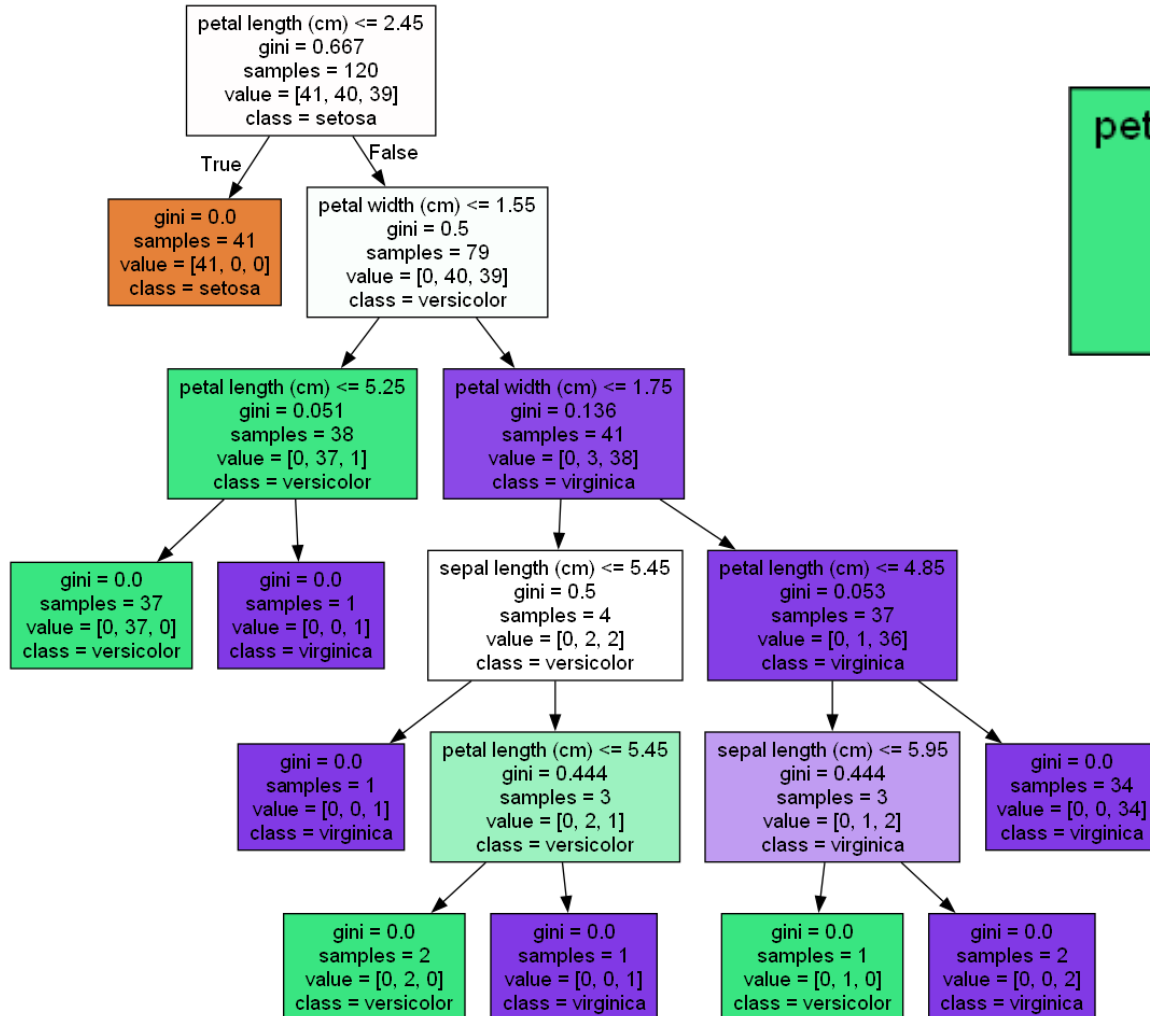 petal length (cm) <= 2.45
gini = 0.667
samples = 120
value = [41, 40, 39]
class = setosa
True
False
gini = 0.0
samples = 41
value = [41, 0, 0]
class = setosa
petal width (cm) <= 1.55
gini = 0.5
samples = 79
value = [0, 40, 39]
class = versicolor
petal length (cm) <= 5.25
gini = 0.051
samples = 38
value = [0, 37, 1]
class = versicolor
petal width (cm) <= 1.75
gini = 0.136
samples = 41
value = [0, 3, 38]
class = virginica
gini = 0.0
samples = 37
value = [0, 37, 0]
class = versicolor
gini = 0.0
samples = 1
value = [0, 0, 1]
class = virginica
sepal length (cm) <= 5.45
gini = 0.5
samples = 4
value = [0, 2, 2]
class = versicolor
petal length (cm) <= 4.85
gini = 0.053
samples = 37
value = [0, 1, 36]
class = virginica
gini = 0.0
samples = 1
value = [0, 0, 1]
class = virginica
petal length (cm) <= 5.45
gini = 0.444
samples = 3
value = [0, 2, 1]
class = versicolor
sepal length (cm) <= 5.95
gini = 0.444
samples = 3
value = [0, 1, 2]
class = virginica
gini = 0.0
samples = 34
value = [0, 0, 34]
class = virginica
gini = 0.0
samples = 2
value = [0, 2, 0]
class = versicolor
gini = 0.0
samples = 1
value = [0, 0, 1]
class = virginica
gini = 0.0
samples = 1
value = [0, 1, 0]
class = versicolor
gini = 0.0
samples = 2
value = [0, 0, 2]
class = virginica
pet